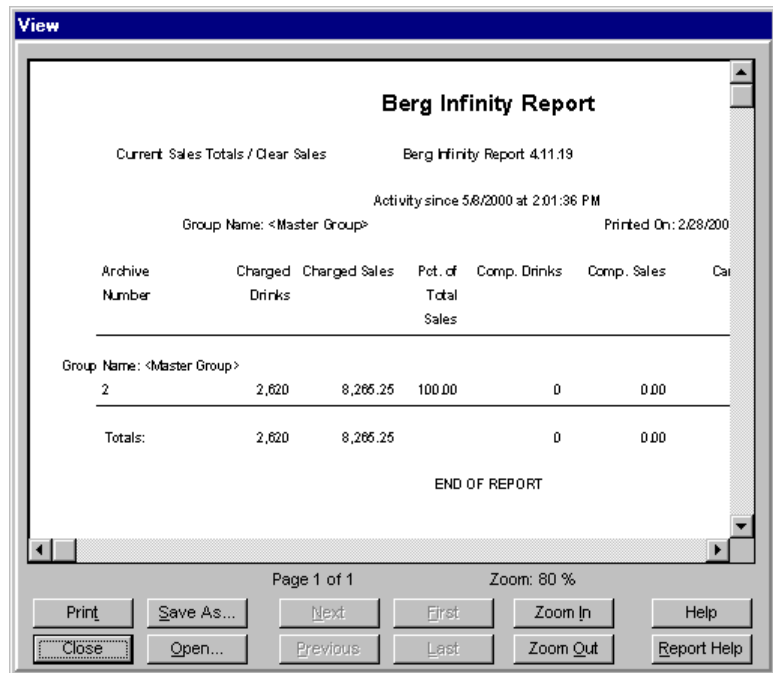 View
Berg Infinity Report
Current Sales Totals / Clear Sales Berg Infinity Report 4.11.19
Activity since 5/8/2000 at 2:01:36 PM
Group Name: <Master Group> Printed On: 2/28/200
Archive Charged Charged Sales Pct. of Comp. Drinks Comp. Sales Ca
Number Drinks Total
Sales
Group Name: <Master Group>
2 2,620 8,265.25 100.00 0 0.00
Totals: 2,620 8,265.25 0 0.00
END OF REPORT
Page 1 of 1 Zoom: 80 %
Print Save As... Next First Zoom In Help
Close Open... Previous Last Zoom Out Report Help